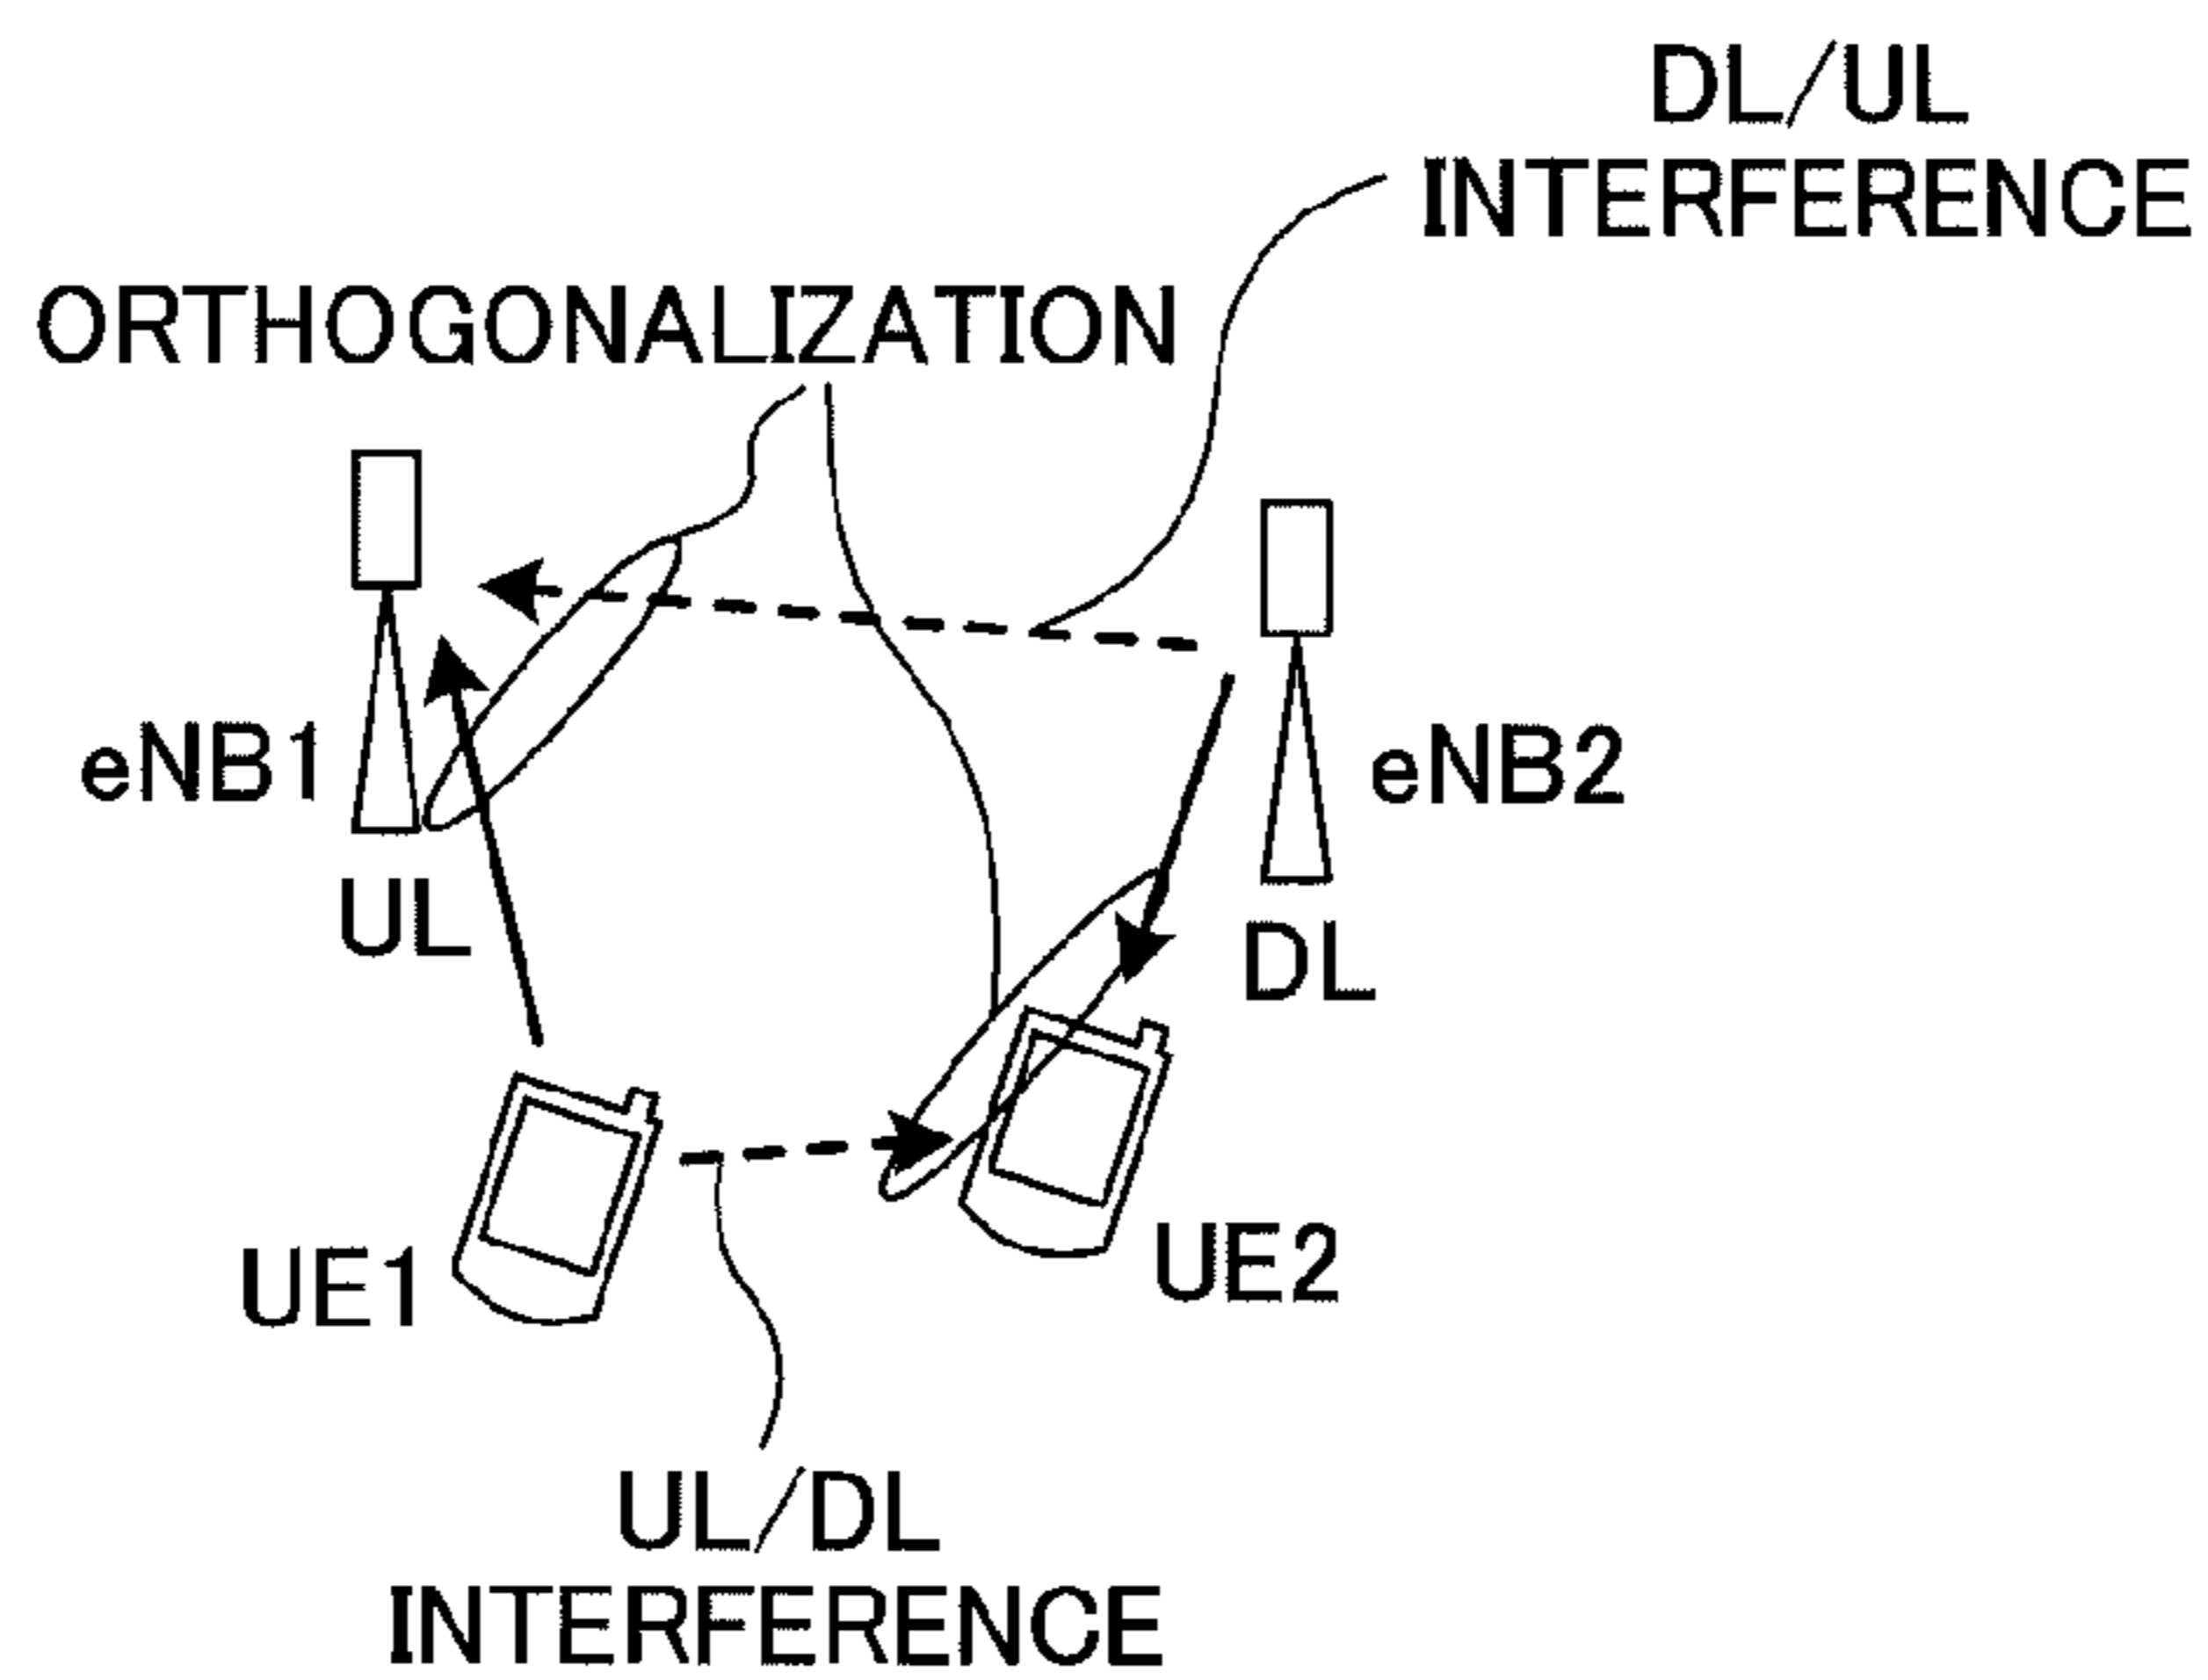 DL/UL
INTERFERENCE
ORTHOGONALIZATION
eNB1
eNB2
UL
DL
UE1
UE2
UL/DL
INTERFERENCE